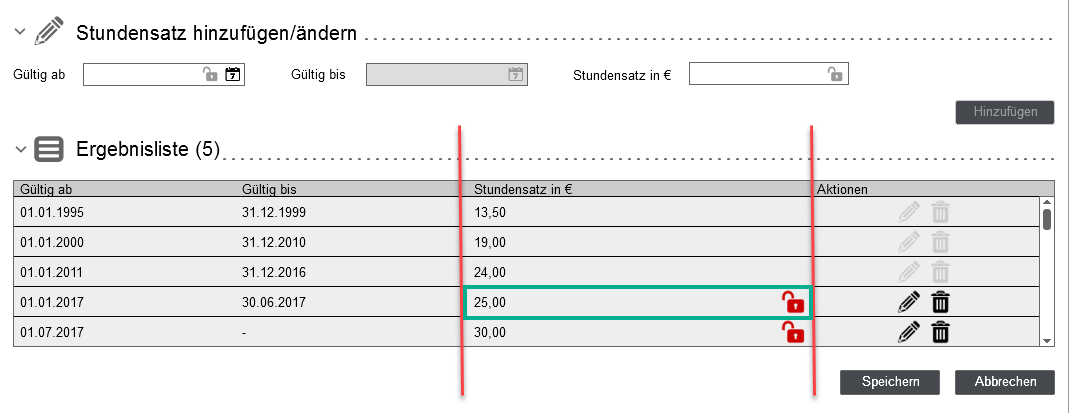 Stundensatz hinzufügen/ändern
Gültig ab 7 Gültig bis 7 Stundensatz in €
Hinzufügen
Ergebnisliste (5)
Gültig ab Gültig bis Stundensatz in € Aktionen
01.01.1995 31.12.1999 13,50
01.01.2000 31.12.2010 19,00
01.01.2011 31.12.2016 24,00
01.01.2017 30.06.2017 25,00
01.07.2017 - 30,00
Speichern Abbrechen